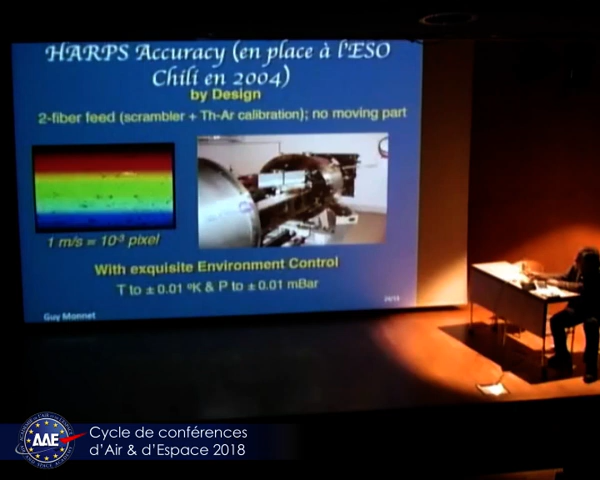 HARPS Accuracy (en place à l'ESO
Chili en 2004)
by Design
2-fiber feed (scrambler + Th-Ar calibration); no moving part
1 m/s = 10⁻³ pixel
With exquisite Environment Control
T to ± 0.01 ºK & P to ± 0.01 mBar
Guy Monnet
AAE
Cycle de conférences
d'Air & d'Espace 2018